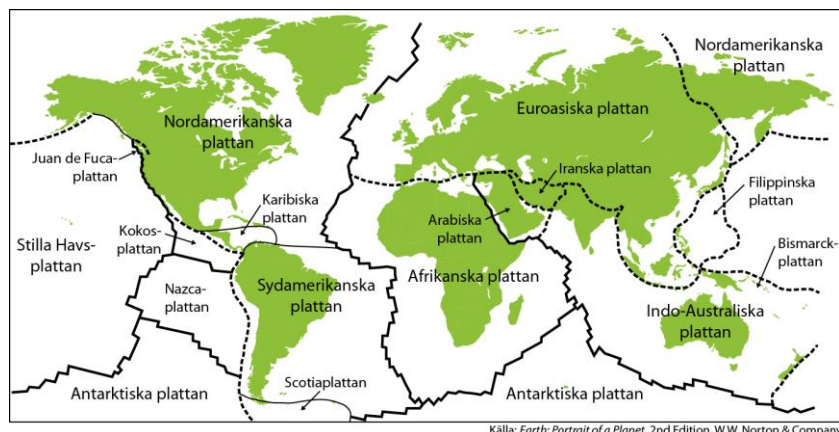 Nordamerikanska
plattan
Nordamerikanska
plattan
Euroasiska plattan
Juan de Fuca-
plattan
Iranska plattan
Karibiska
plattan
Filippinska
plattan
Kokos-
plattan
Arabiska
plattan
Stilla Havs-
plattan
Bismarck-
plattan
Afrikanska plattan
Nazca-
plattan
Sydamerikanska
plattan
Indo-Australiska
plattan
Antarktiska plattan
Scotiaplattan
Antarktiska plattan
Källa: Earth: Portrait of a Planet, 2nd Edition, W.W. Norton & Company